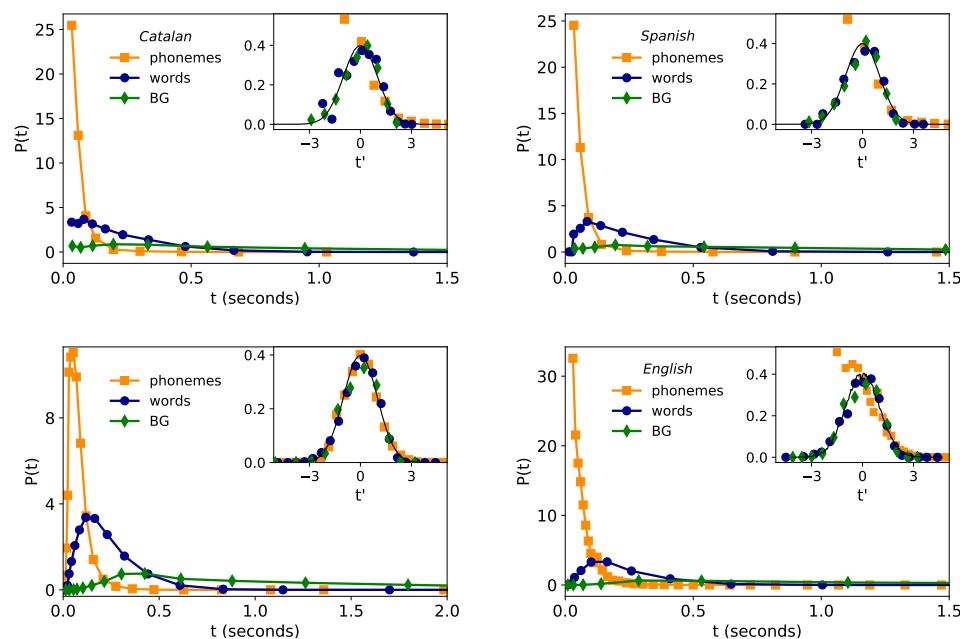 Catalan
phonemes
words
BG
P(t)
25
20
15
10
5
0
0.0
0.5
1.0
1.5
t (seconds)
0.4
0.2
0.0
−3
0
3
t'
Spanish
phonemes
words
BG
P(t)
25
20
15
10
5
0
0.0
0.5
1.0
1.5
t (seconds)
0.4
0.2
0.0
−3
0
3
t'
phonemes
words
BG
P(t)
8
4
0
0.0
0.5
1.0
1.5
2.0
t (seconds)
0.4
0.2
0.0
−3
0
3
t'
English
phonemes
words
BG
P(t)
30
20
10
0
0.0
0.5
1.0
1.5
t (seconds)
0.4
0.2
0.0
−3
0
3
t'